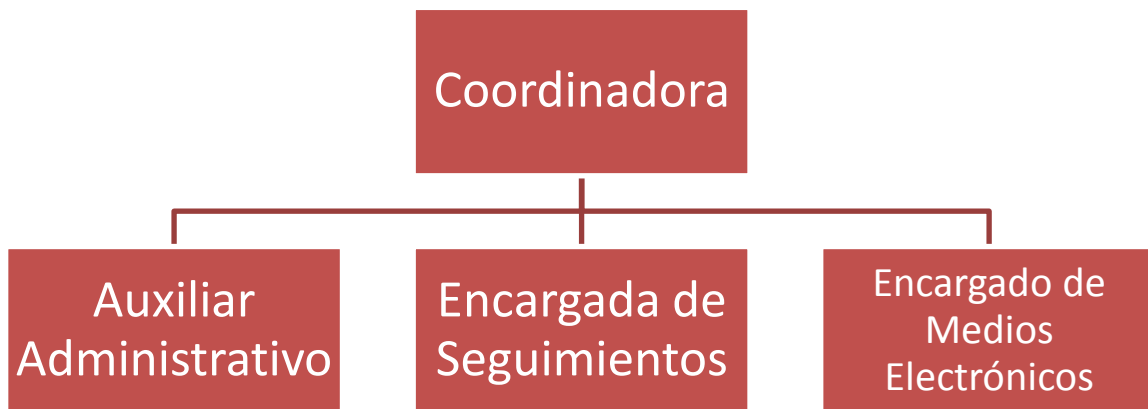 Coordinadora
Auxiliar
Administrativo
Encargada de
Seguimientos
Encargado de
Medios
Electrónicos